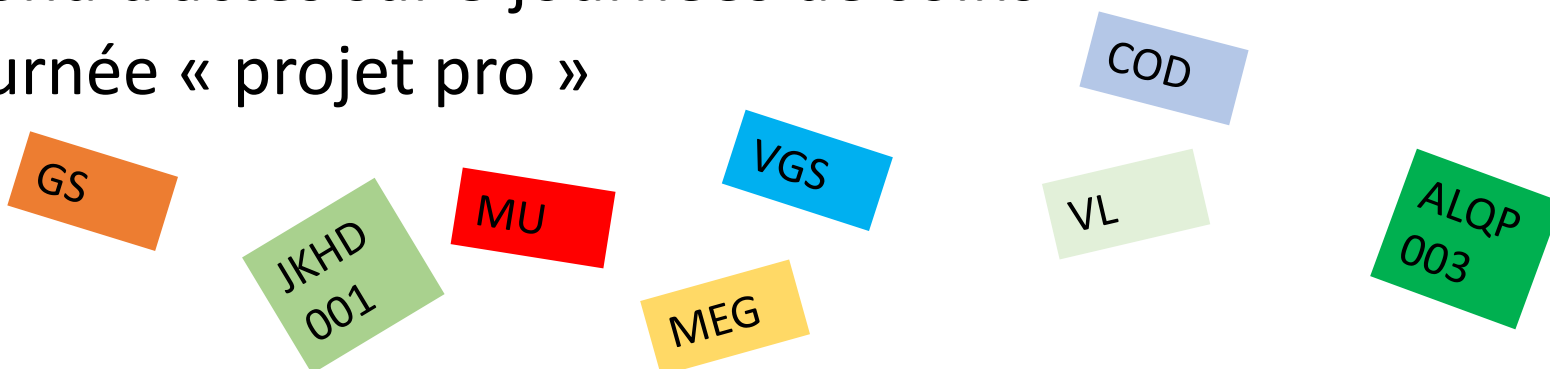 urnée « projet pro »
COD
GS
VGS
MU
VL
ALQP
003
JKHD
001
MEG